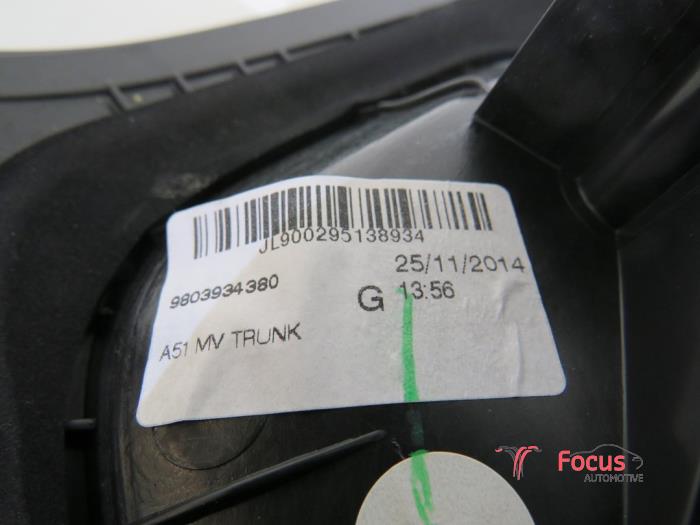 JL900295138934
25/11/2014
9803934380
G 13:56
A51 MV TRUNK
Focus
AUTOMOTIVE